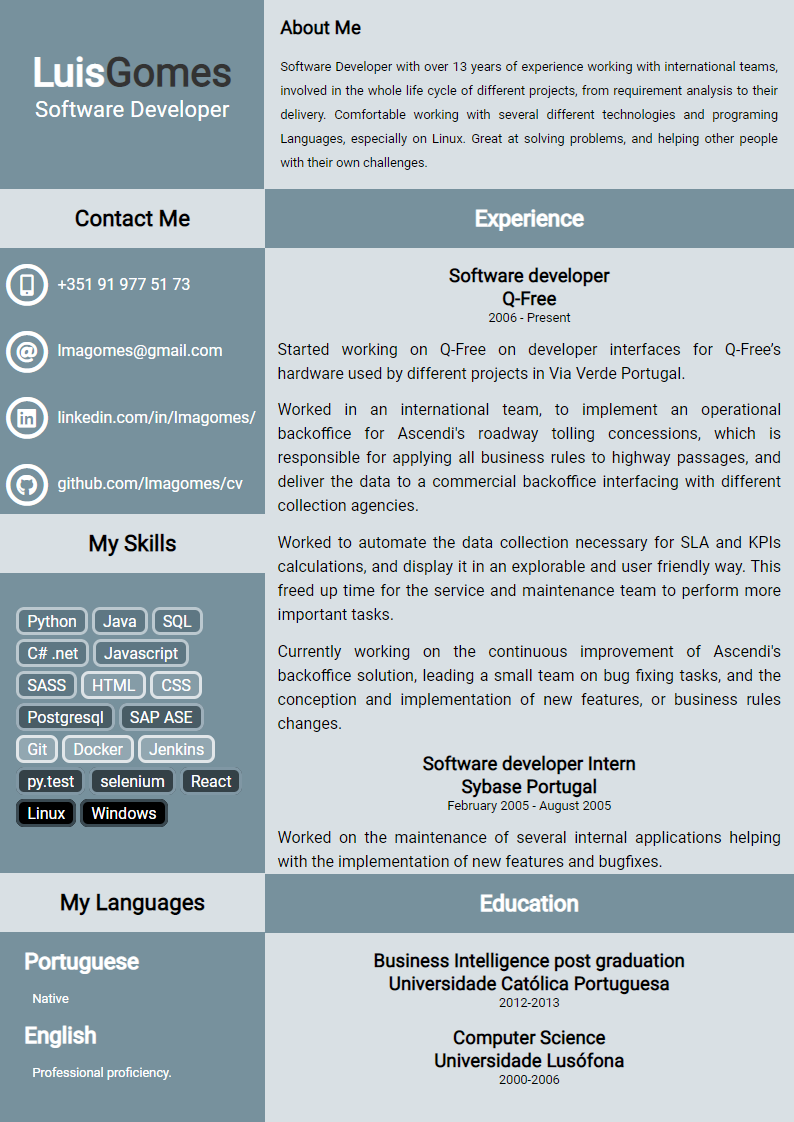 LuisGomes
Software Developer
About Me
Software Developer with over 13 years of experience working with international teams,
involved in the whole life cycle of different projects, from requirement analysis to their
delivery. Comfortable working with several different technologies and programing
Languages, especially on Linux. Great at solving problems, and helping other people
with their own challenges.
Contact Me
+351 91 977 51 73
lmagomes@gmail.com
linkedin.com/in/lmagomes/
github.com/lmagomes/cv
My Skills
Python Java SQL
C# .net Javascript
SASS HTML CSS
Postgresql SAP ASE
Git Docker Jenkins
py.test selenium React
Linux Windows
My Languages
Portuguese
Native
English
Professional proficiency.
Experience
Software developer
Q-Free
2006 - Present
Started working on Q-Free on developer interfaces for Q-Free’s
hardware used by different projects in Via Verde Portugal.
Worked in an international team, to implement an operational
backoffice for Ascendi's roadway tolling concessions, which is
responsible for applying all business rules to highway passages, and
deliver the data to a commercial backoffice interfacing with different
collection agencies.
Worked to automate the data collection necessary for SLA and KPIs
calculations, and display it in an explorable and user friendly way. This
freed up time for the service and maintenance team to perform more
important tasks.
Currently working on the continuous improvement of Ascendi's
backoffice solution, leading a small team on bug fixing tasks, and the
conception and implementation of new features, or business rules
changes.
Software developer Intern
Sybase Portugal
February 2005 - August 2005
Worked on the maintenance of several internal applications helping
with the implementation of new features and bugfixes.
Education
Business Intelligence post graduation
Universidade Católica Portuguesa
2012-2013
Computer Science
Universidade Lusófona
2000-2006